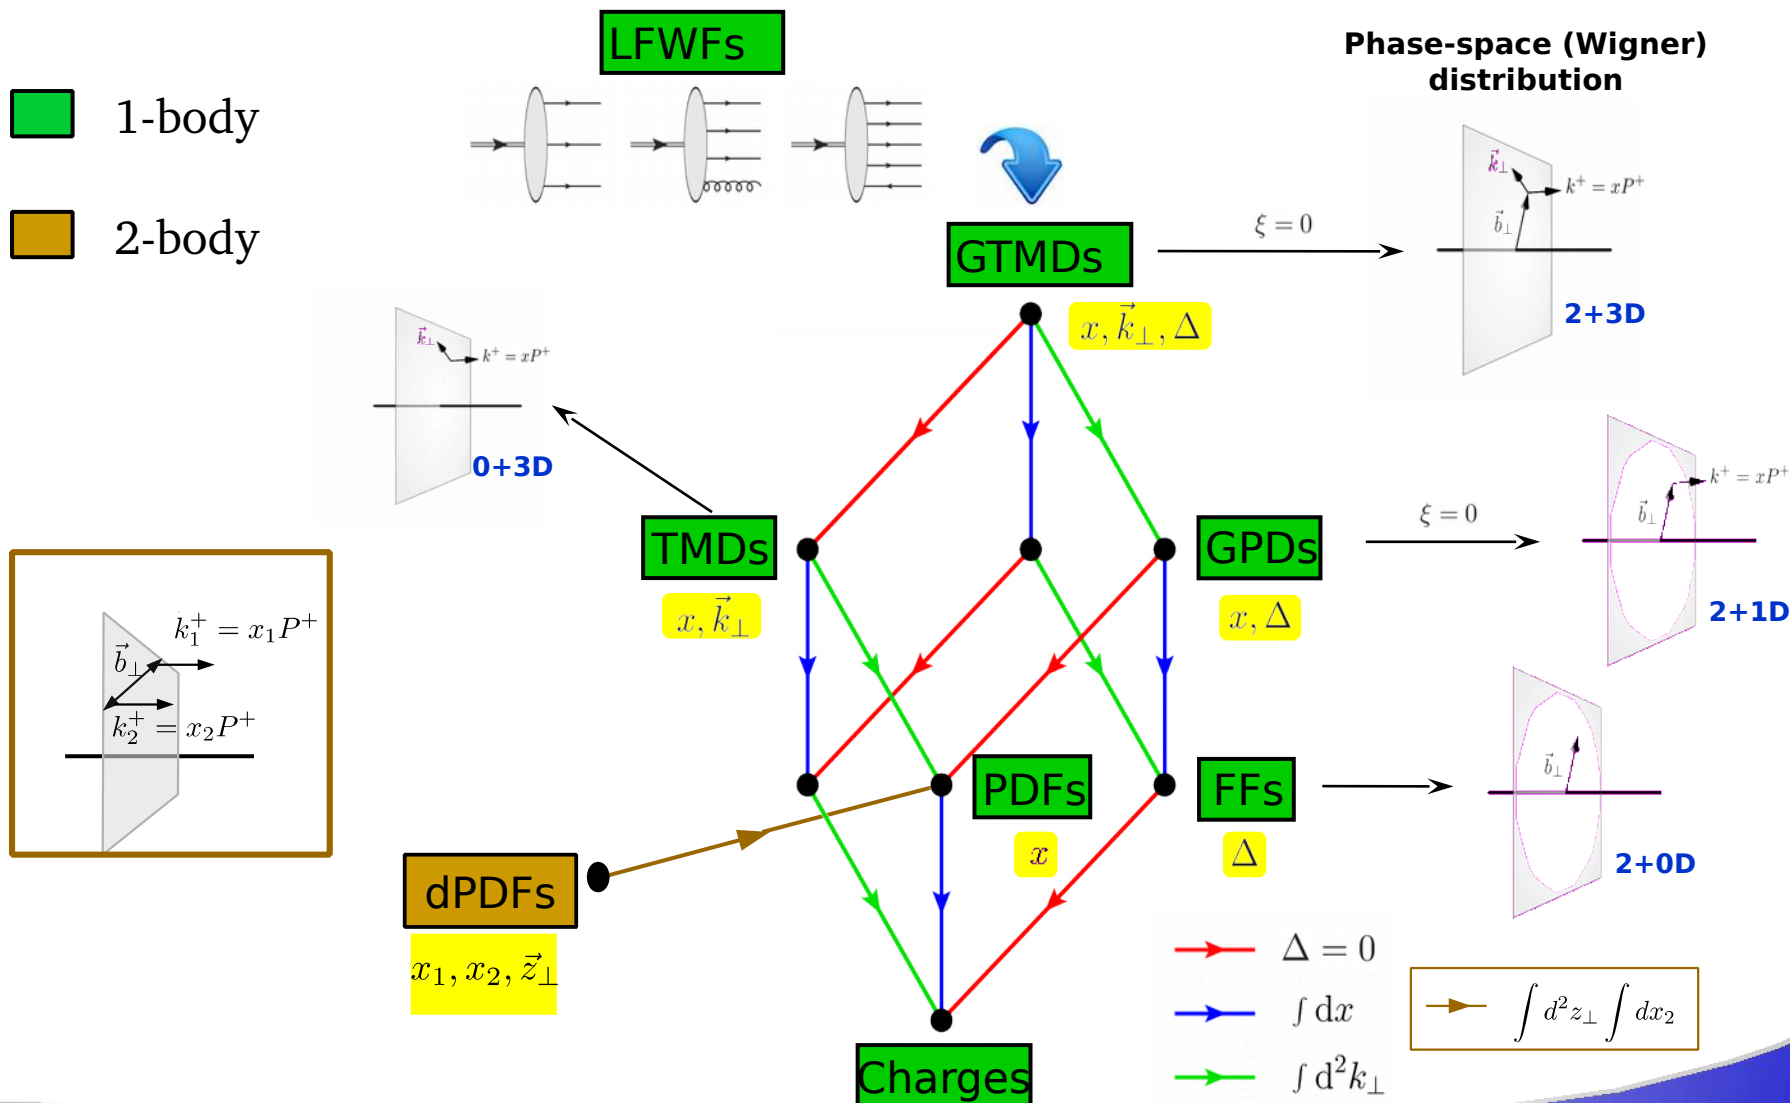 LFWFs
Phase-space (Wigner)
distribution
1-body
2-body
GTMDs
ξ = 0
k⃗⊥
k⁺ = xP⁺
b⃗⊥
2+3D
x, k⃗⊥, Δ
k⃗⊥
k⁺ = xP⁺
0+3D
TMDs
x, k⃗⊥
GPDs
x, Δ
ξ = 0
k⁺ = xP⁺
b⃗⊥
2+1D
k₁⁺ = x₁P⁺
b⃗⊥
k₂⁺ = x₂P⁺
PDFs
x
FFs
Δ
b⃗⊥
2+0D
dPDFs
x₁, x₂, z⃗⊥
Δ = 0
∫ dx
∫ d²k⊥
∫ d²z⊥ ∫ dx₂
Charges